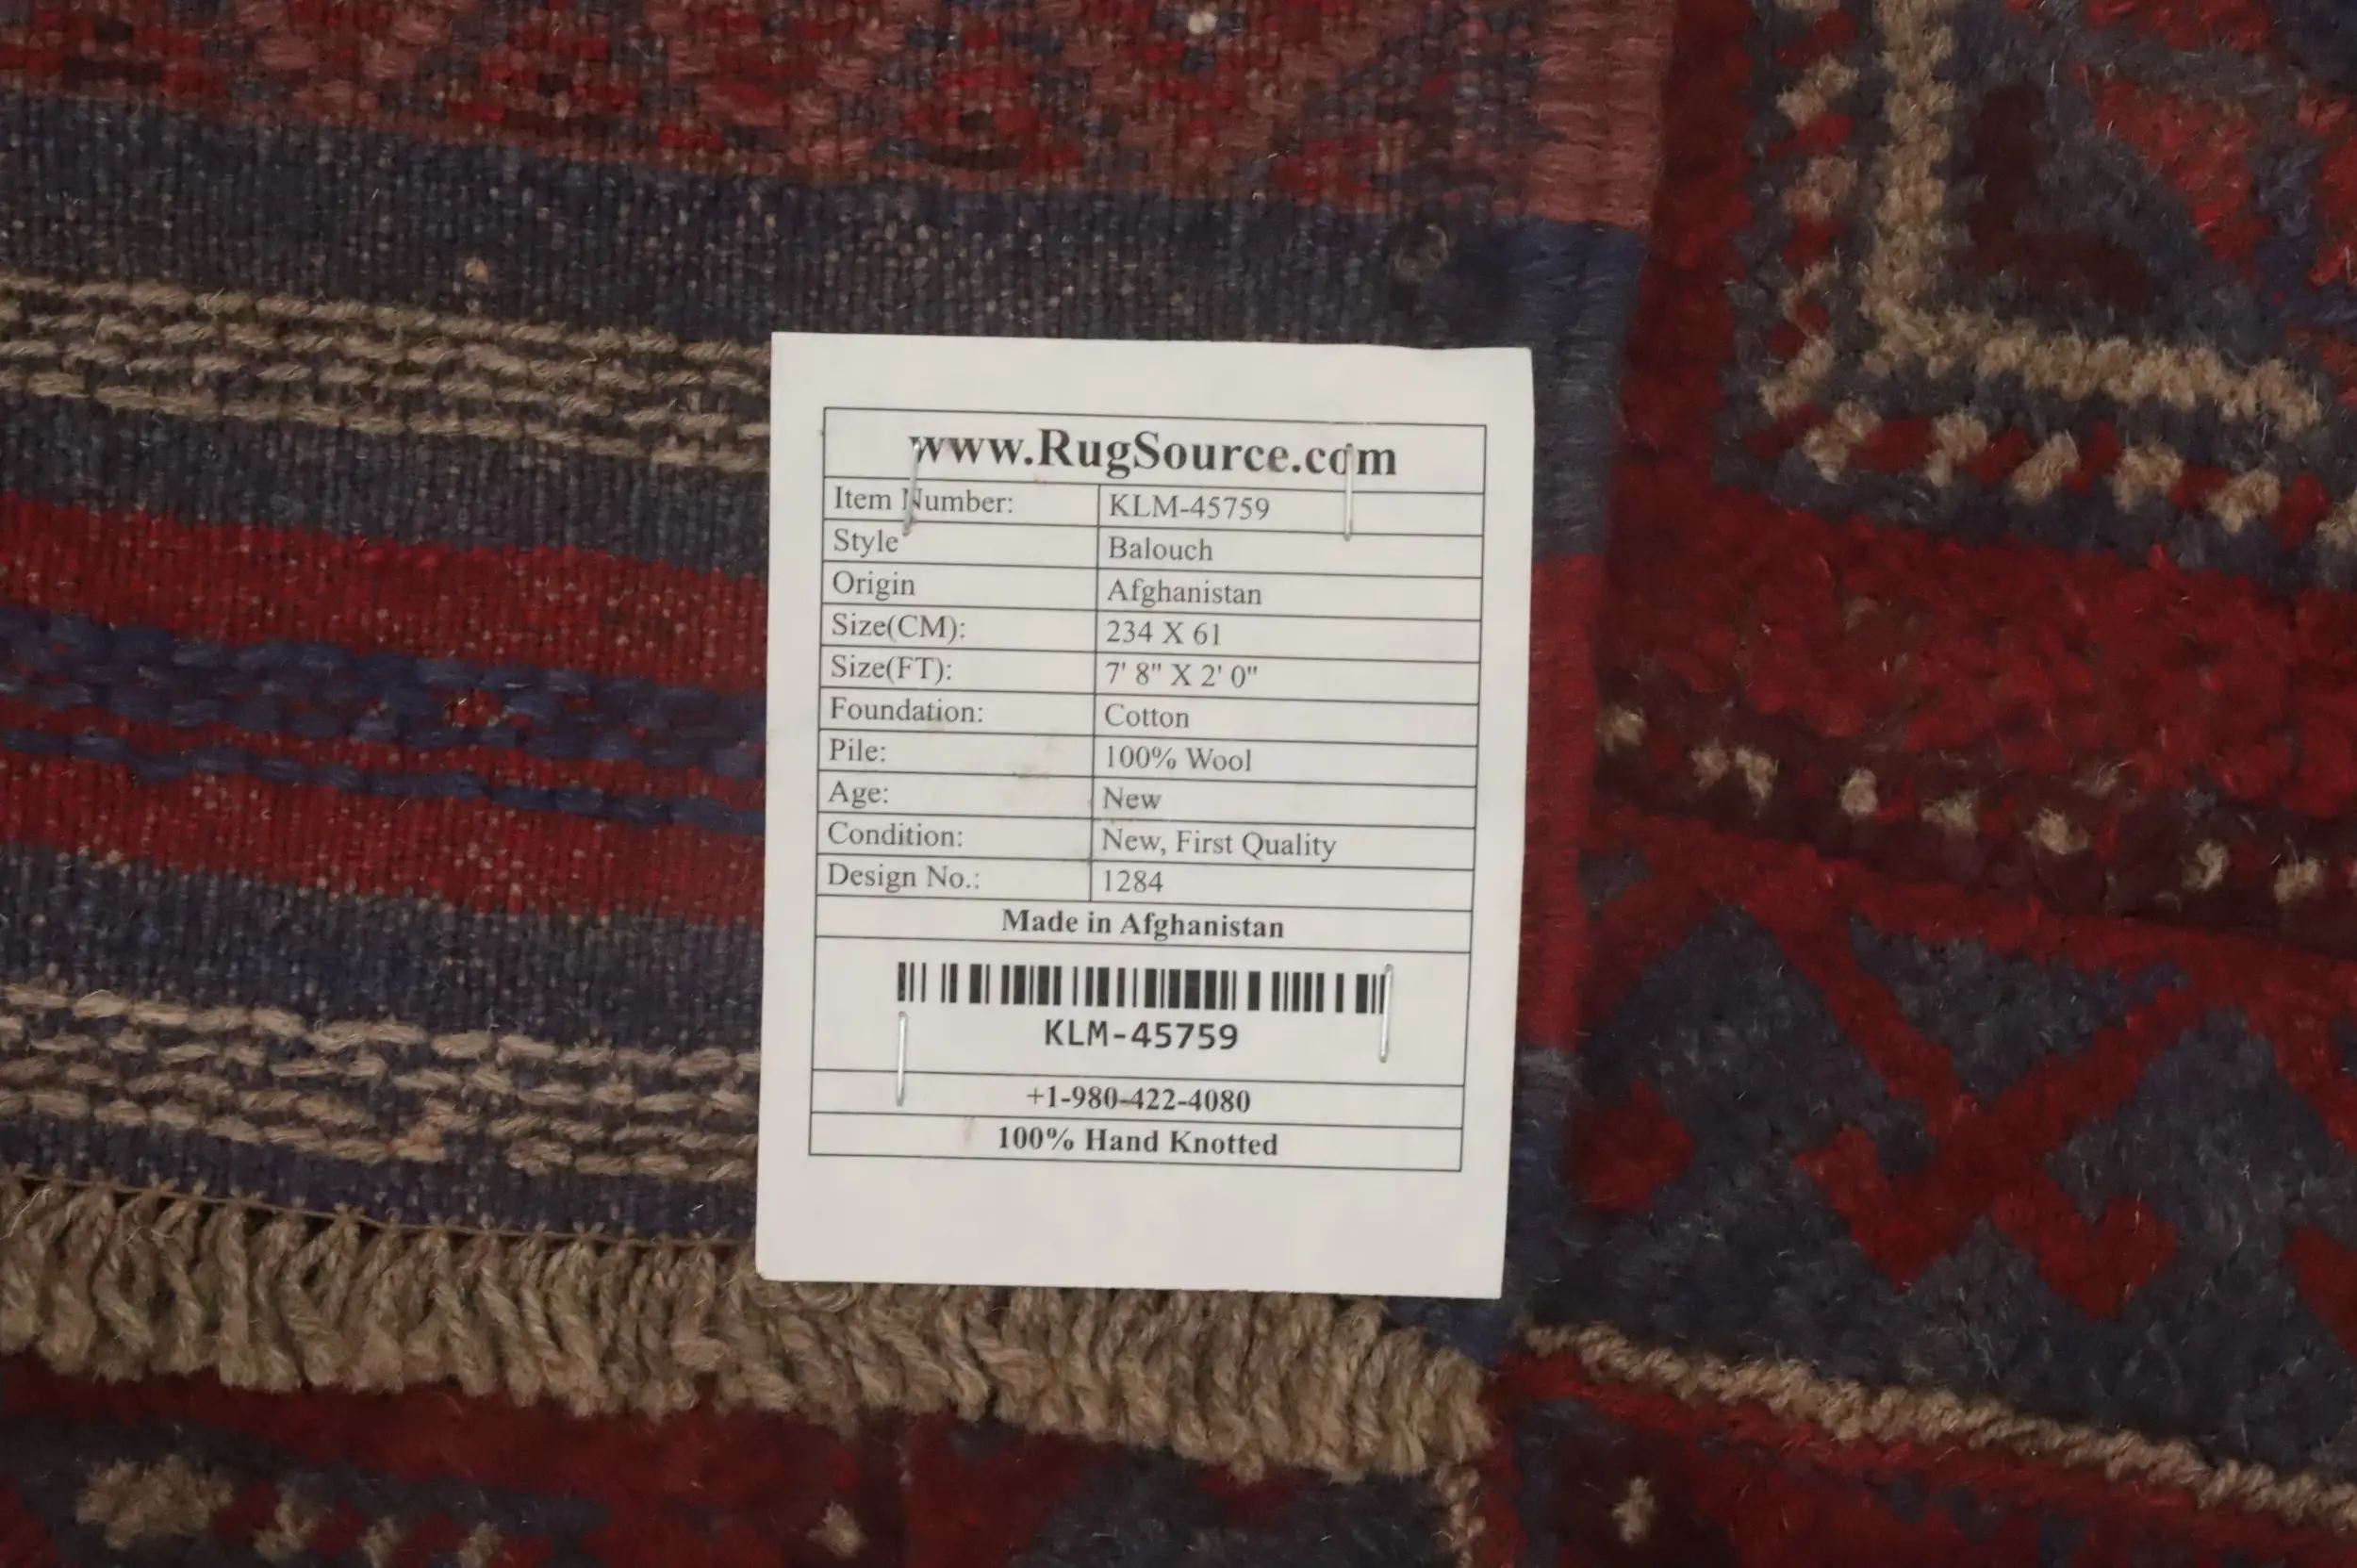 www.RugSource.com
Item Number: KLM-45759
Style Balouch
Origin Afghanistan
Size(CM): 234 X 61
Size(FT): 7' 8" X 2' 0"
Foundation: Cotton
Pile: 100% Wool
Age: New
Condition: New, First Quality
Design No.: 1284
Made in Afghanistan
KLM-45759
+1-980-422-4080
100% Hand Knotted